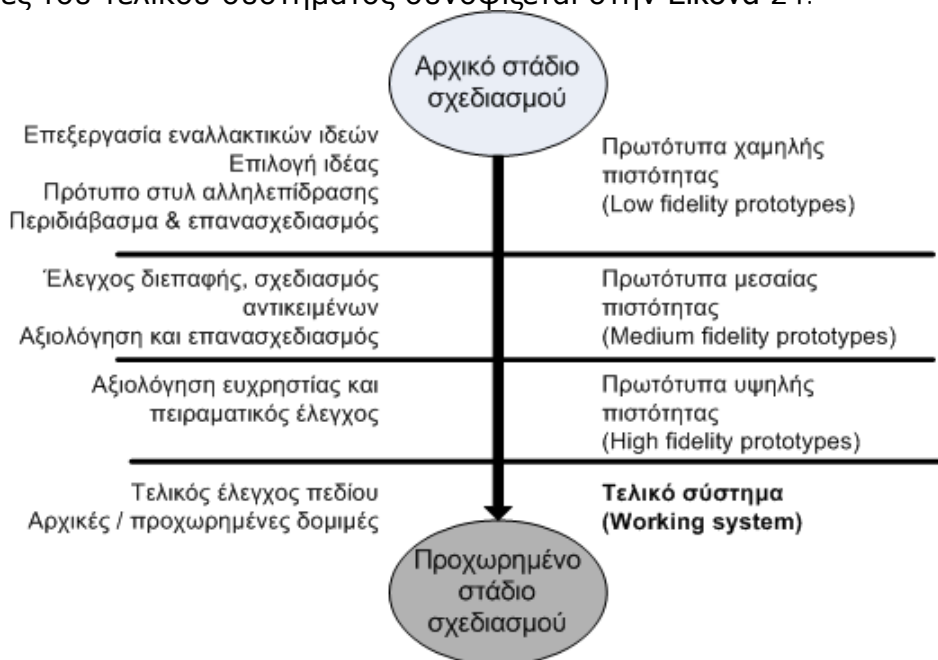 ες του τελικού συστήματος συνοψίζεται στην Εικόνα 24.
Αρχικό στάδιο
σχεδιασμού
Επεξεργασία εναλλακτικών ιδεών
Επιλογή ιδέας
Πρότυπο στυλ αλληλεπίδρασης
Περιδιάβασμα & επανασχεδιασμός
Πρωτότυπα χαμηλής
πιστότητας
(Low fidelity prototypes)
Έλεγχος διεπαφής, σχεδιασμός
αντικειμένων
Αξιολόγηση και επανασχεδιασμός
Πρωτότυπα μεσαίας
πιστότητας
(Medium fidelity prototypes)
Αξιολόγηση ευχρηστίας και
πειραματικός έλεγχος
Πρωτότυπα υψηλής
πιστότητας
(High fidelity prototypes)
Τελικός έλεγχος πεδίου
Αρχικές / προχωρημένες δομιμές
Τελικό σύστημα
(Working system)
Προχωρημένο
στάδιο
σχεδιασμού